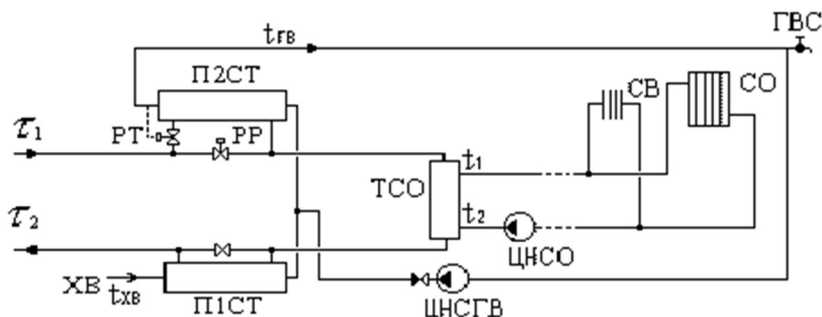 ГВС
tГВ
П2СТ
СВ
СО
τ1
РТ
РР
t1
ТСО
t2
τ2
ЦНСО
ХВ
tХВ
П1СТ
ЦНСГВ